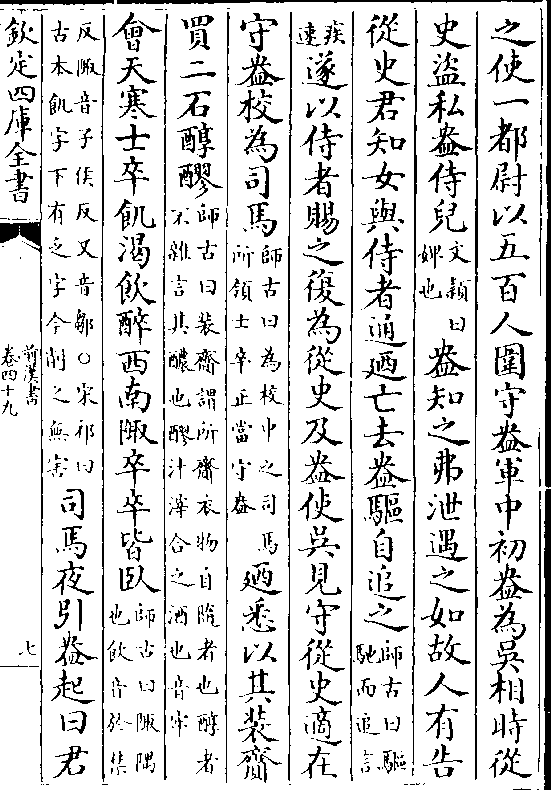 之使一都尉以五百人圍守盎軍中初盎為吳相時從
史盜私盎侍兒文穎曰婢也盎知之弗泄遇之如故人有告
從史君知女與侍者通廼亡去盎驅自追之師古曰驅馳而追言
疾速遂以侍者賜之復為從史及盎使吳見守從史適在
守盎校為司馬師古曰為校中之司馬所領士卒正當守盎廼悉以其裝齎
買二石醇醪師古曰裝齎謂所齎衣物自隨者也醇者不雜言其醲也醪汁滓合之酒也音牢
會天寒士卒飢渴飲醉西南陬卒卒皆臥師古曰陬隅也飲音於禁
反陬音子侯反又音鄒○宋祁曰古本飢字下有乏字今削之無害司馬夜引盎起曰君
欽定四庫全書
前漢書
卷四十九
七